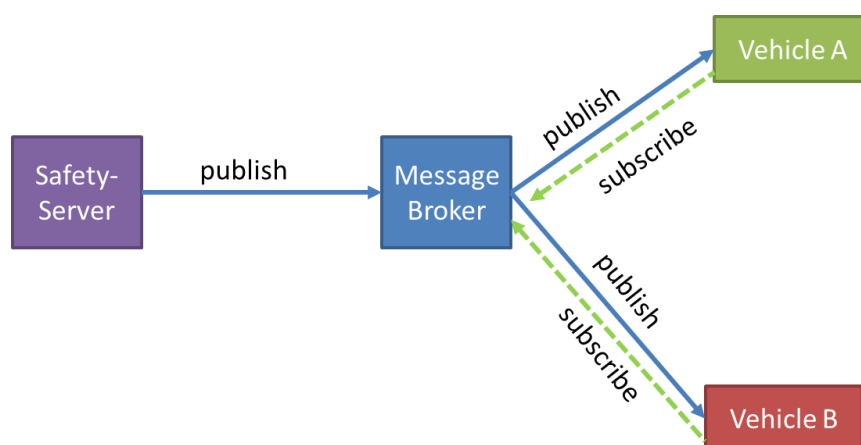 Vehicle A
publish
subscribe
Safety-
Server
publish
Message
Broker
publish
subscribe
Vehicle B